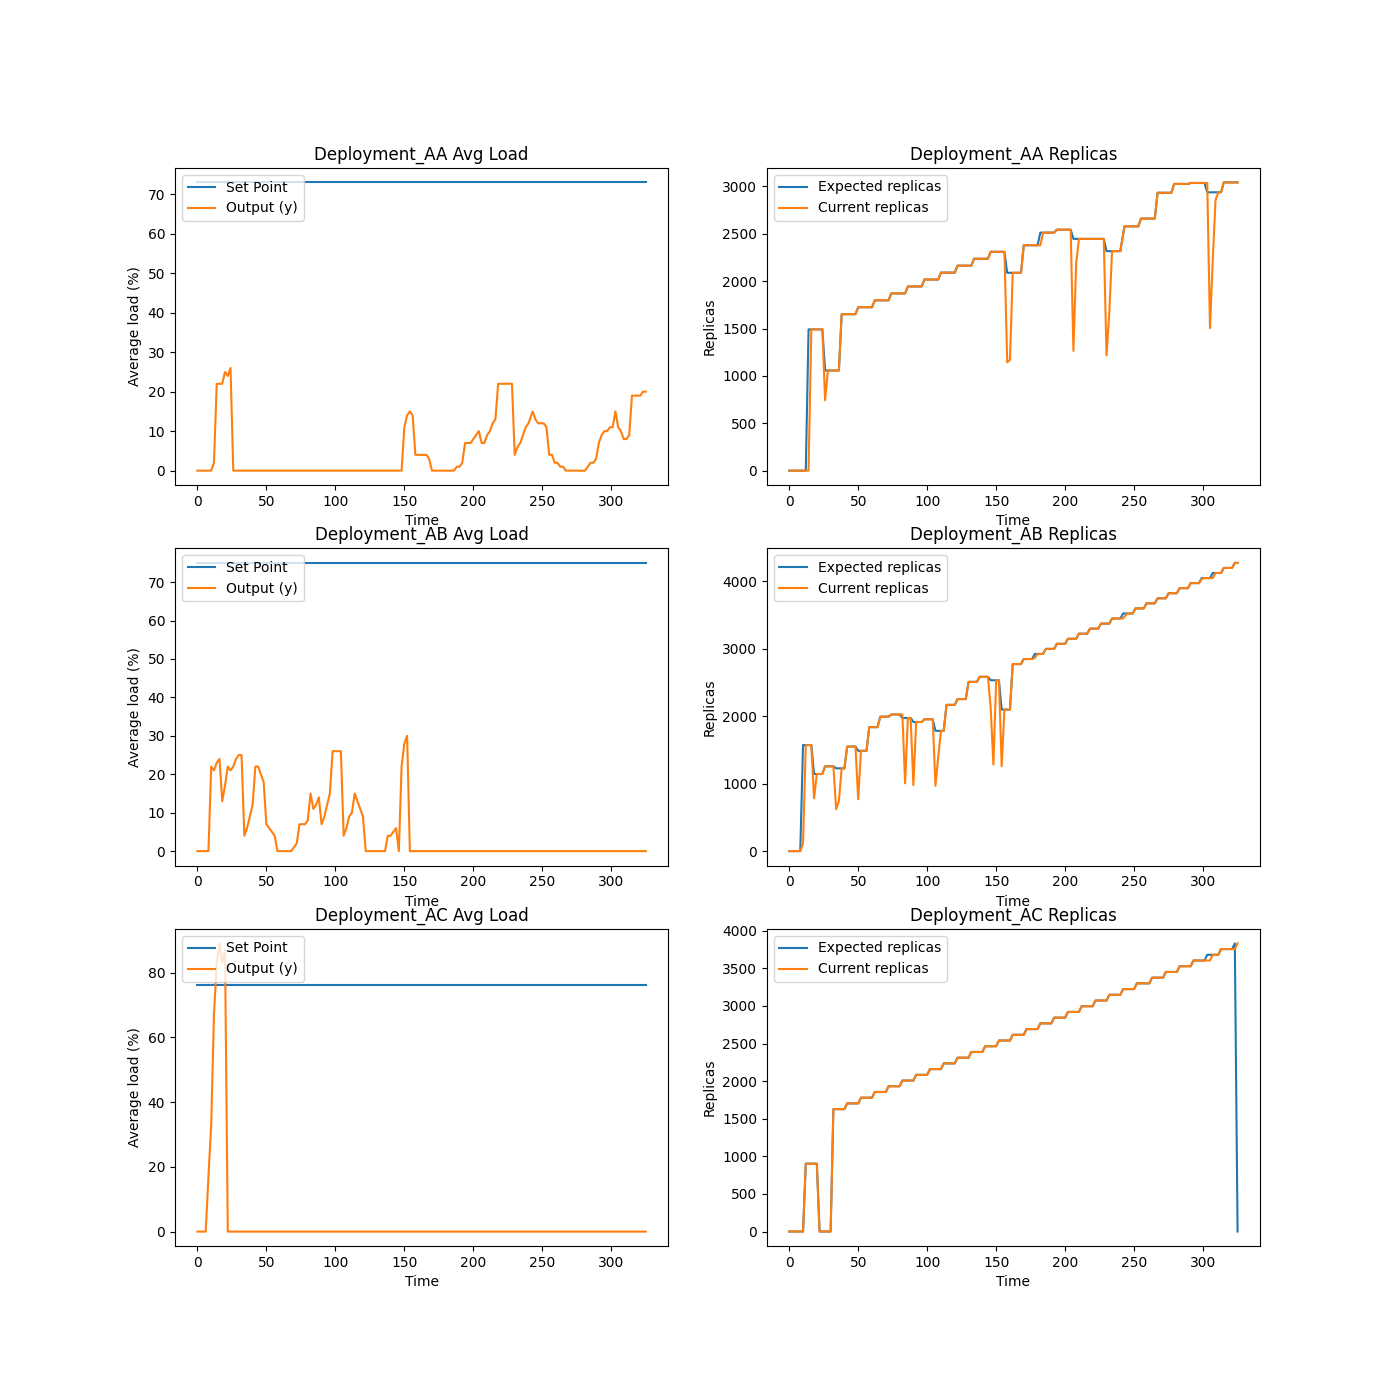 Deployment_AA Avg Load
Set Point
Output (y)
Average load (%)
70
60
50
40
30
20
10
0
0 50 100 150 200 250 300
Time
Deployment_AA Replicas
Expected replicas
Current replicas
Replicas
3000
2500
2000
1500
1000
500
0
0 50 100 150 200 250 300
Time
Deployment_AB Avg Load
Set Point
Output (y)
Average load (%)
70
60
50
40
30
20
10
0
0 50 100 150 200 250 300
Time
Deployment_AB Replicas
Expected replicas
Current replicas
Replicas
4000
3000
2000
1000
0
0 50 100 150 200 250 300
Time
Deployment_AC Avg Load
Set Point
Output (y)
Average load (%)
80
60
40
20
0
0 50 100 150 200 250 300
Time
Deployment_AC Replicas
Expected replicas
Current replicas
Replicas
4000
3500
3000
2500
2000
1500
1000
500
0
0 50 100 150 200 250 300
Time